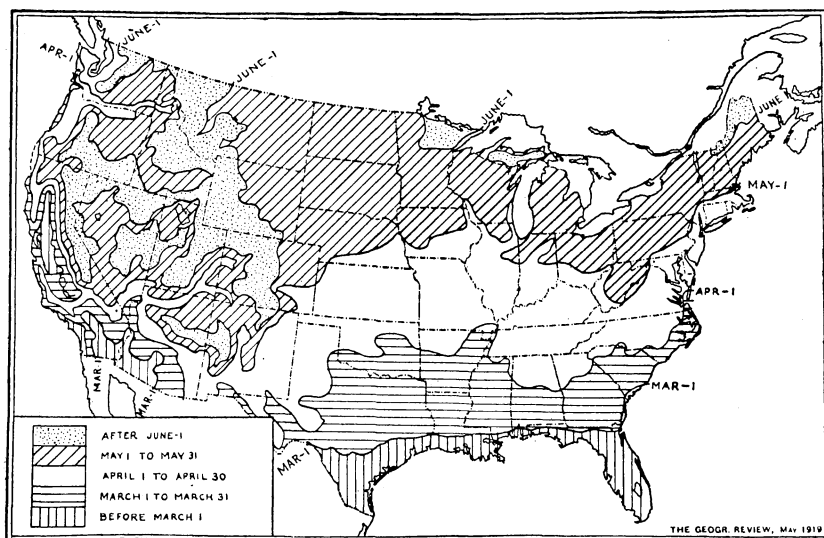 JUNE-1
APR-1
JUNE-1
JUNE-1
JUNE
MAY-1
APR-1
MAR-1
MAR-1
MAR-1
MAR-1
AFTER JUNE-1
MAY 1 TO MAY 31
APRIL 1 TO APRIL 30
MARCH 1 TO MARCH 31
BEFORE MARCH 1
THE GEOGR. REVIEW, MAY 1919